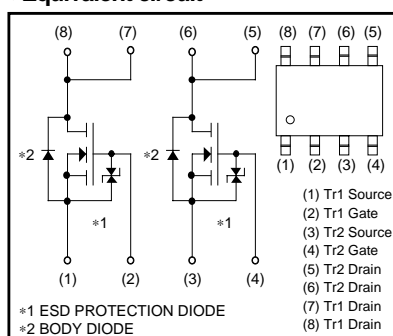 Equivalent circuit
(8) (7) (6) (5)
(8) (7) (6) (5)
∗2 ∗2
∗1 ∗1
(1) (2) (3) (4)
(1) (2) (3) (4)
(1) Tr1 Source
(2) Tr1 Gate
(3) Tr2 Source
(4) Tr2 Gate
(5) Tr2 Drain
(6) Tr2 Drain
(7) Tr1 Drain
(8) Tr1 Drain
∗1 ESD PROTECTION DIODE
∗2 BODY DIODE